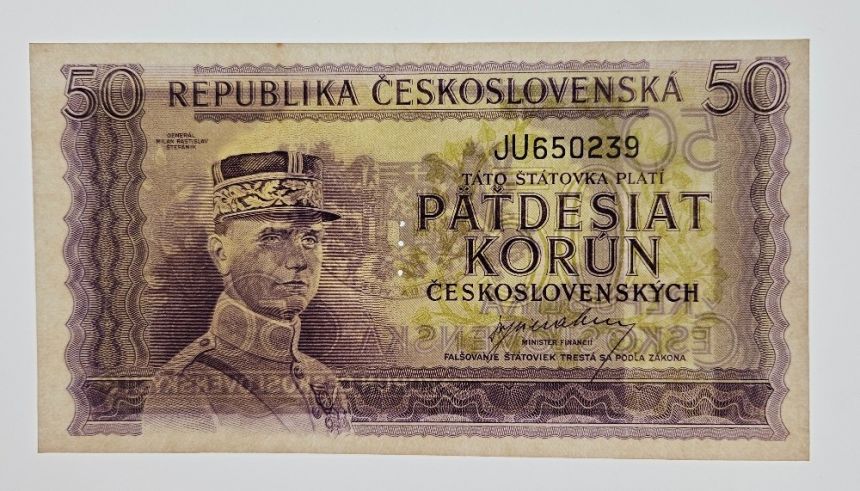 50 REPUBLIKA ČESKOSLOVENSKÁ 50
GENERÁL
MILAN RASTISLAV
ŠTEFÁNIK
JU650239
TÁTO ŠTÁTOVKA PLATÍ
PÄŤDESIAT
KORÚN
ČESKOSLOVENSKÝCH
MINISTER FINANCIÍ
FALŠOVANIE ŠTÁTOVIEK TRESTÁ SA PODĽA ZÁKONA